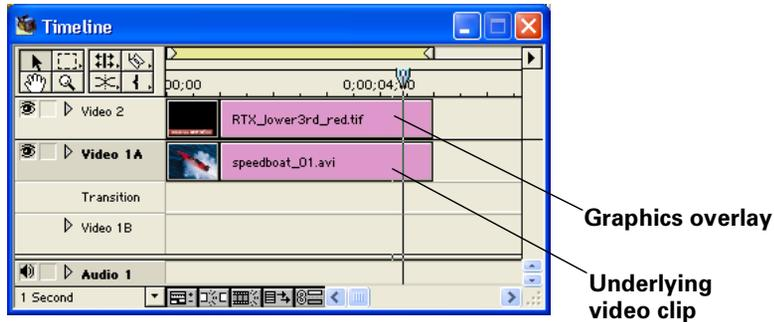 Timeline
00;00
0;00;04;00
Video 2
RTX_lower3rd_red.tif
Video 1A
speedboat_01.avi
Transition
Video 1B
Graphics overlay
Audio 1
Underlying
video clip
1 Second